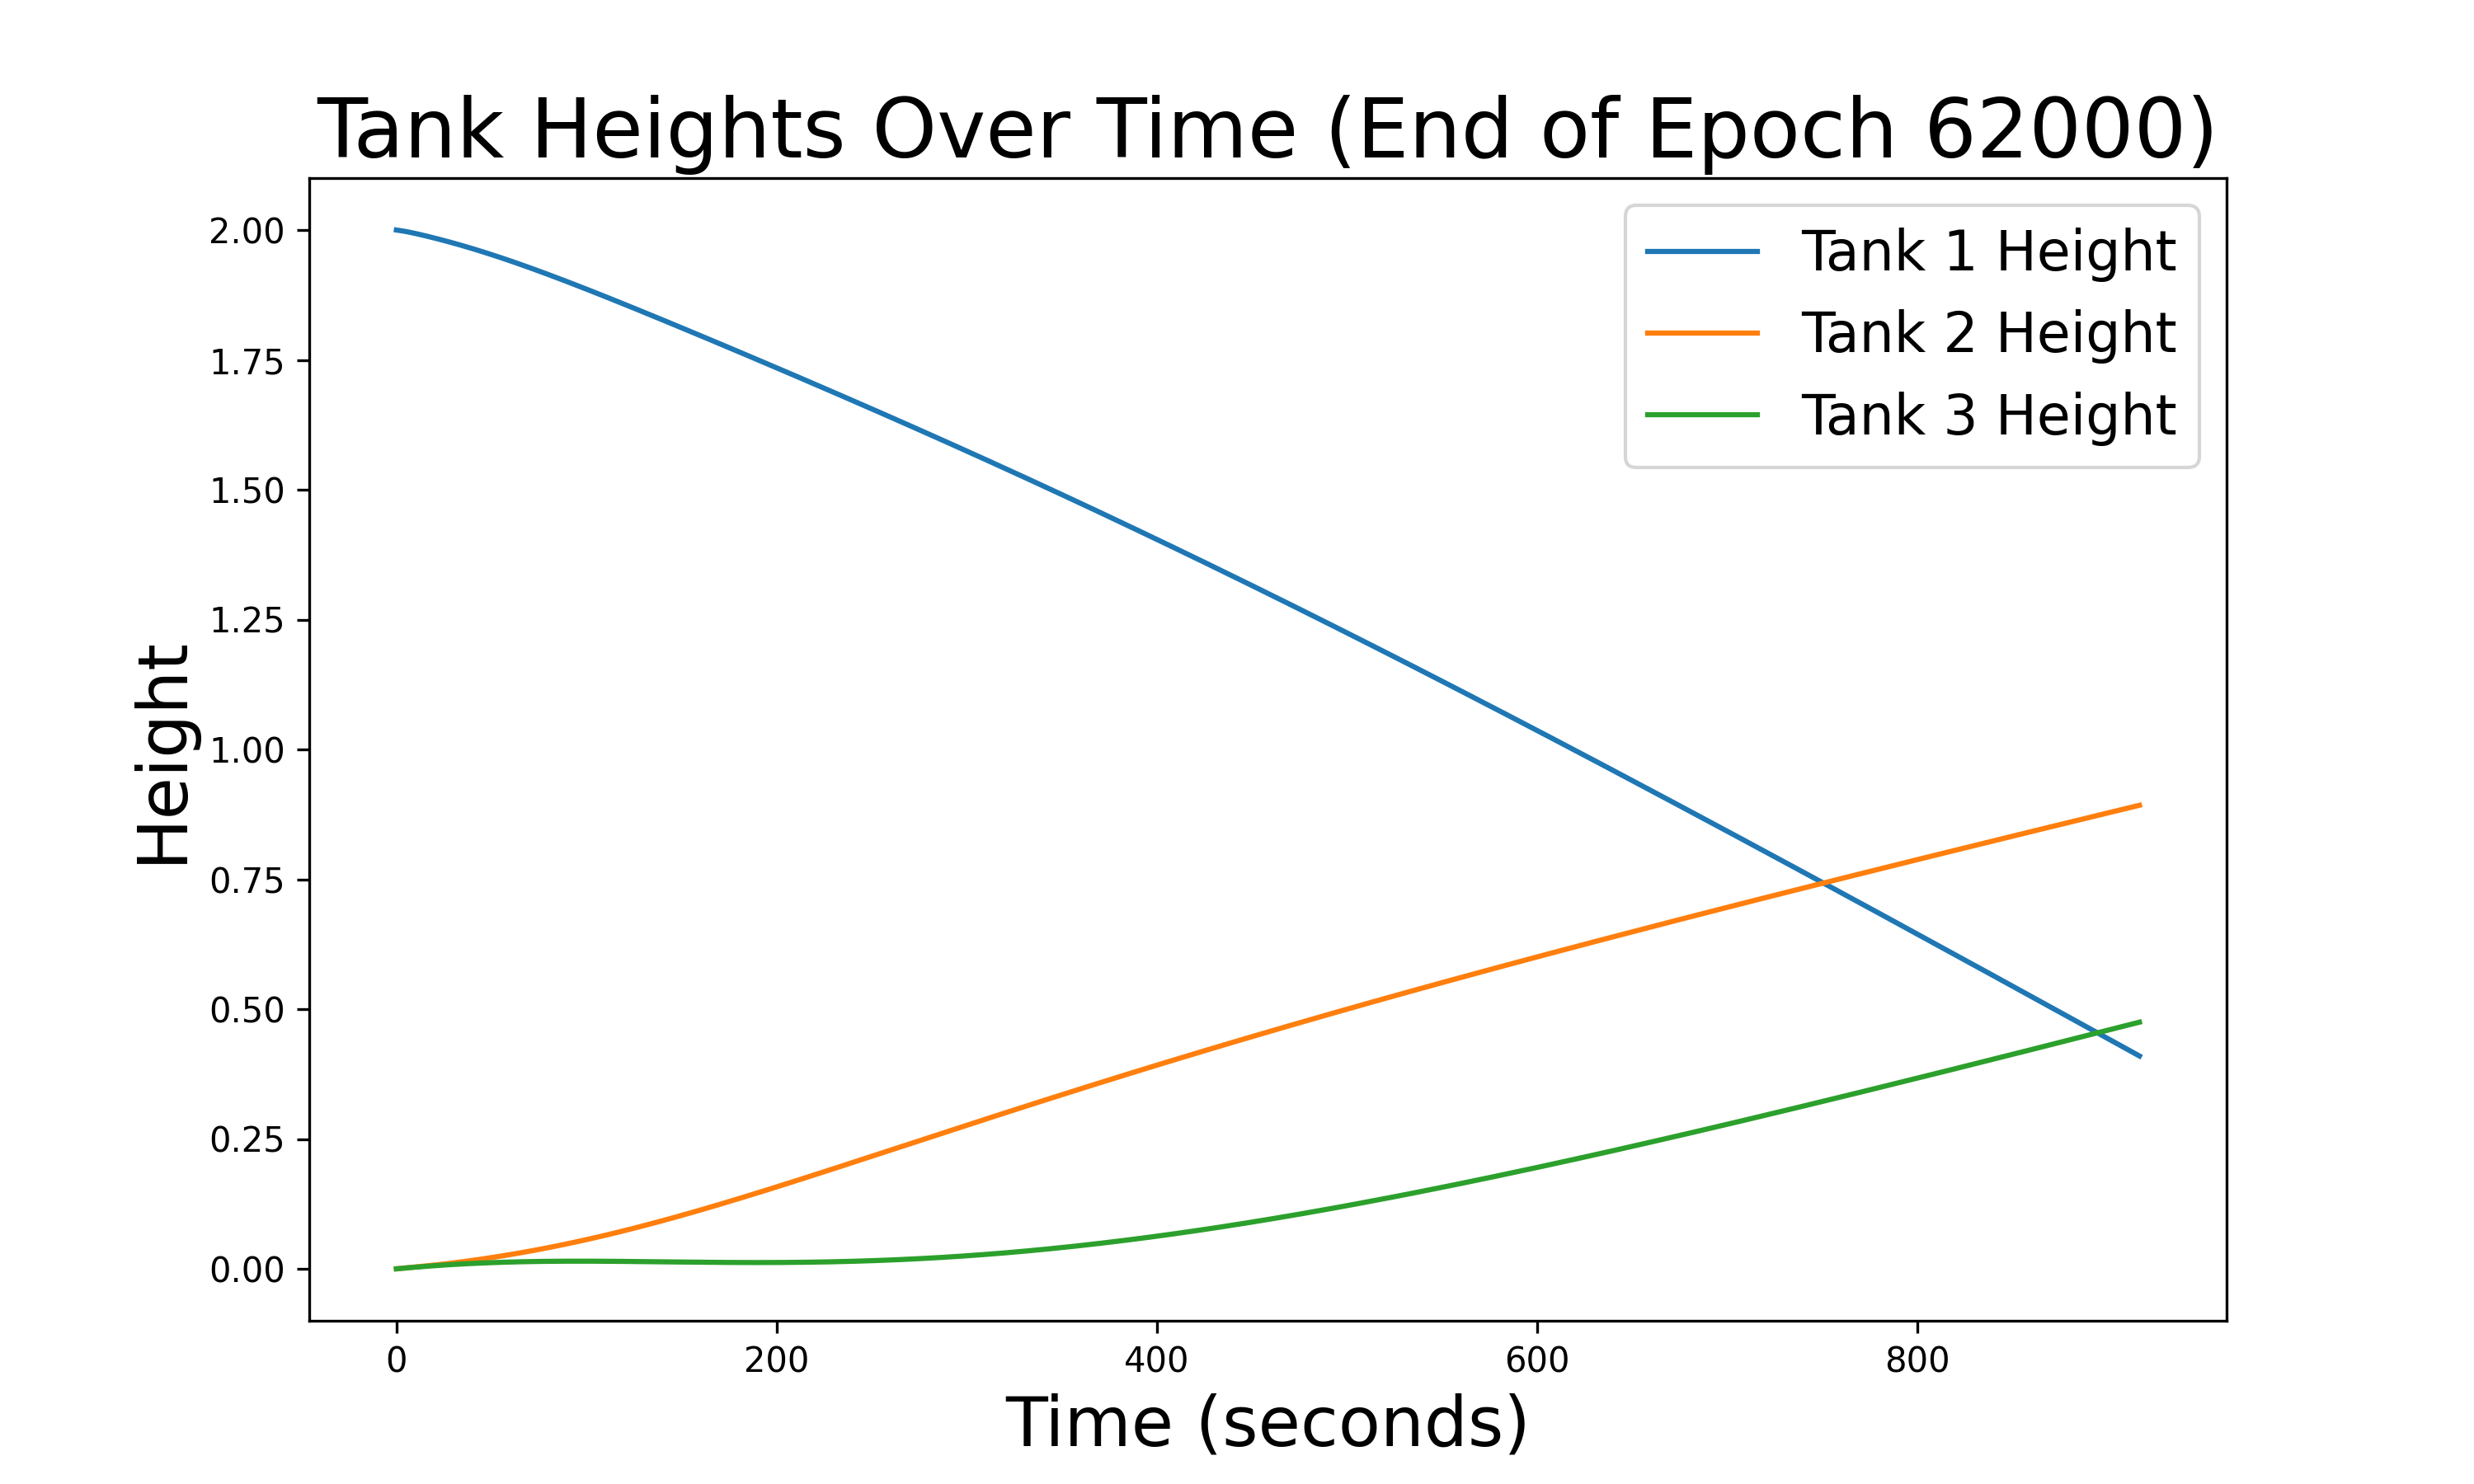 Tank Heights Over Time (End of Epoch 62000)
Tank 1 Height
Tank 2 Height
Tank 3 Height
Height
2.00
1.75
1.50
1.25
1.00
0.75
0.50
0.25
0.00
0 200 400 600 800
Time (seconds)